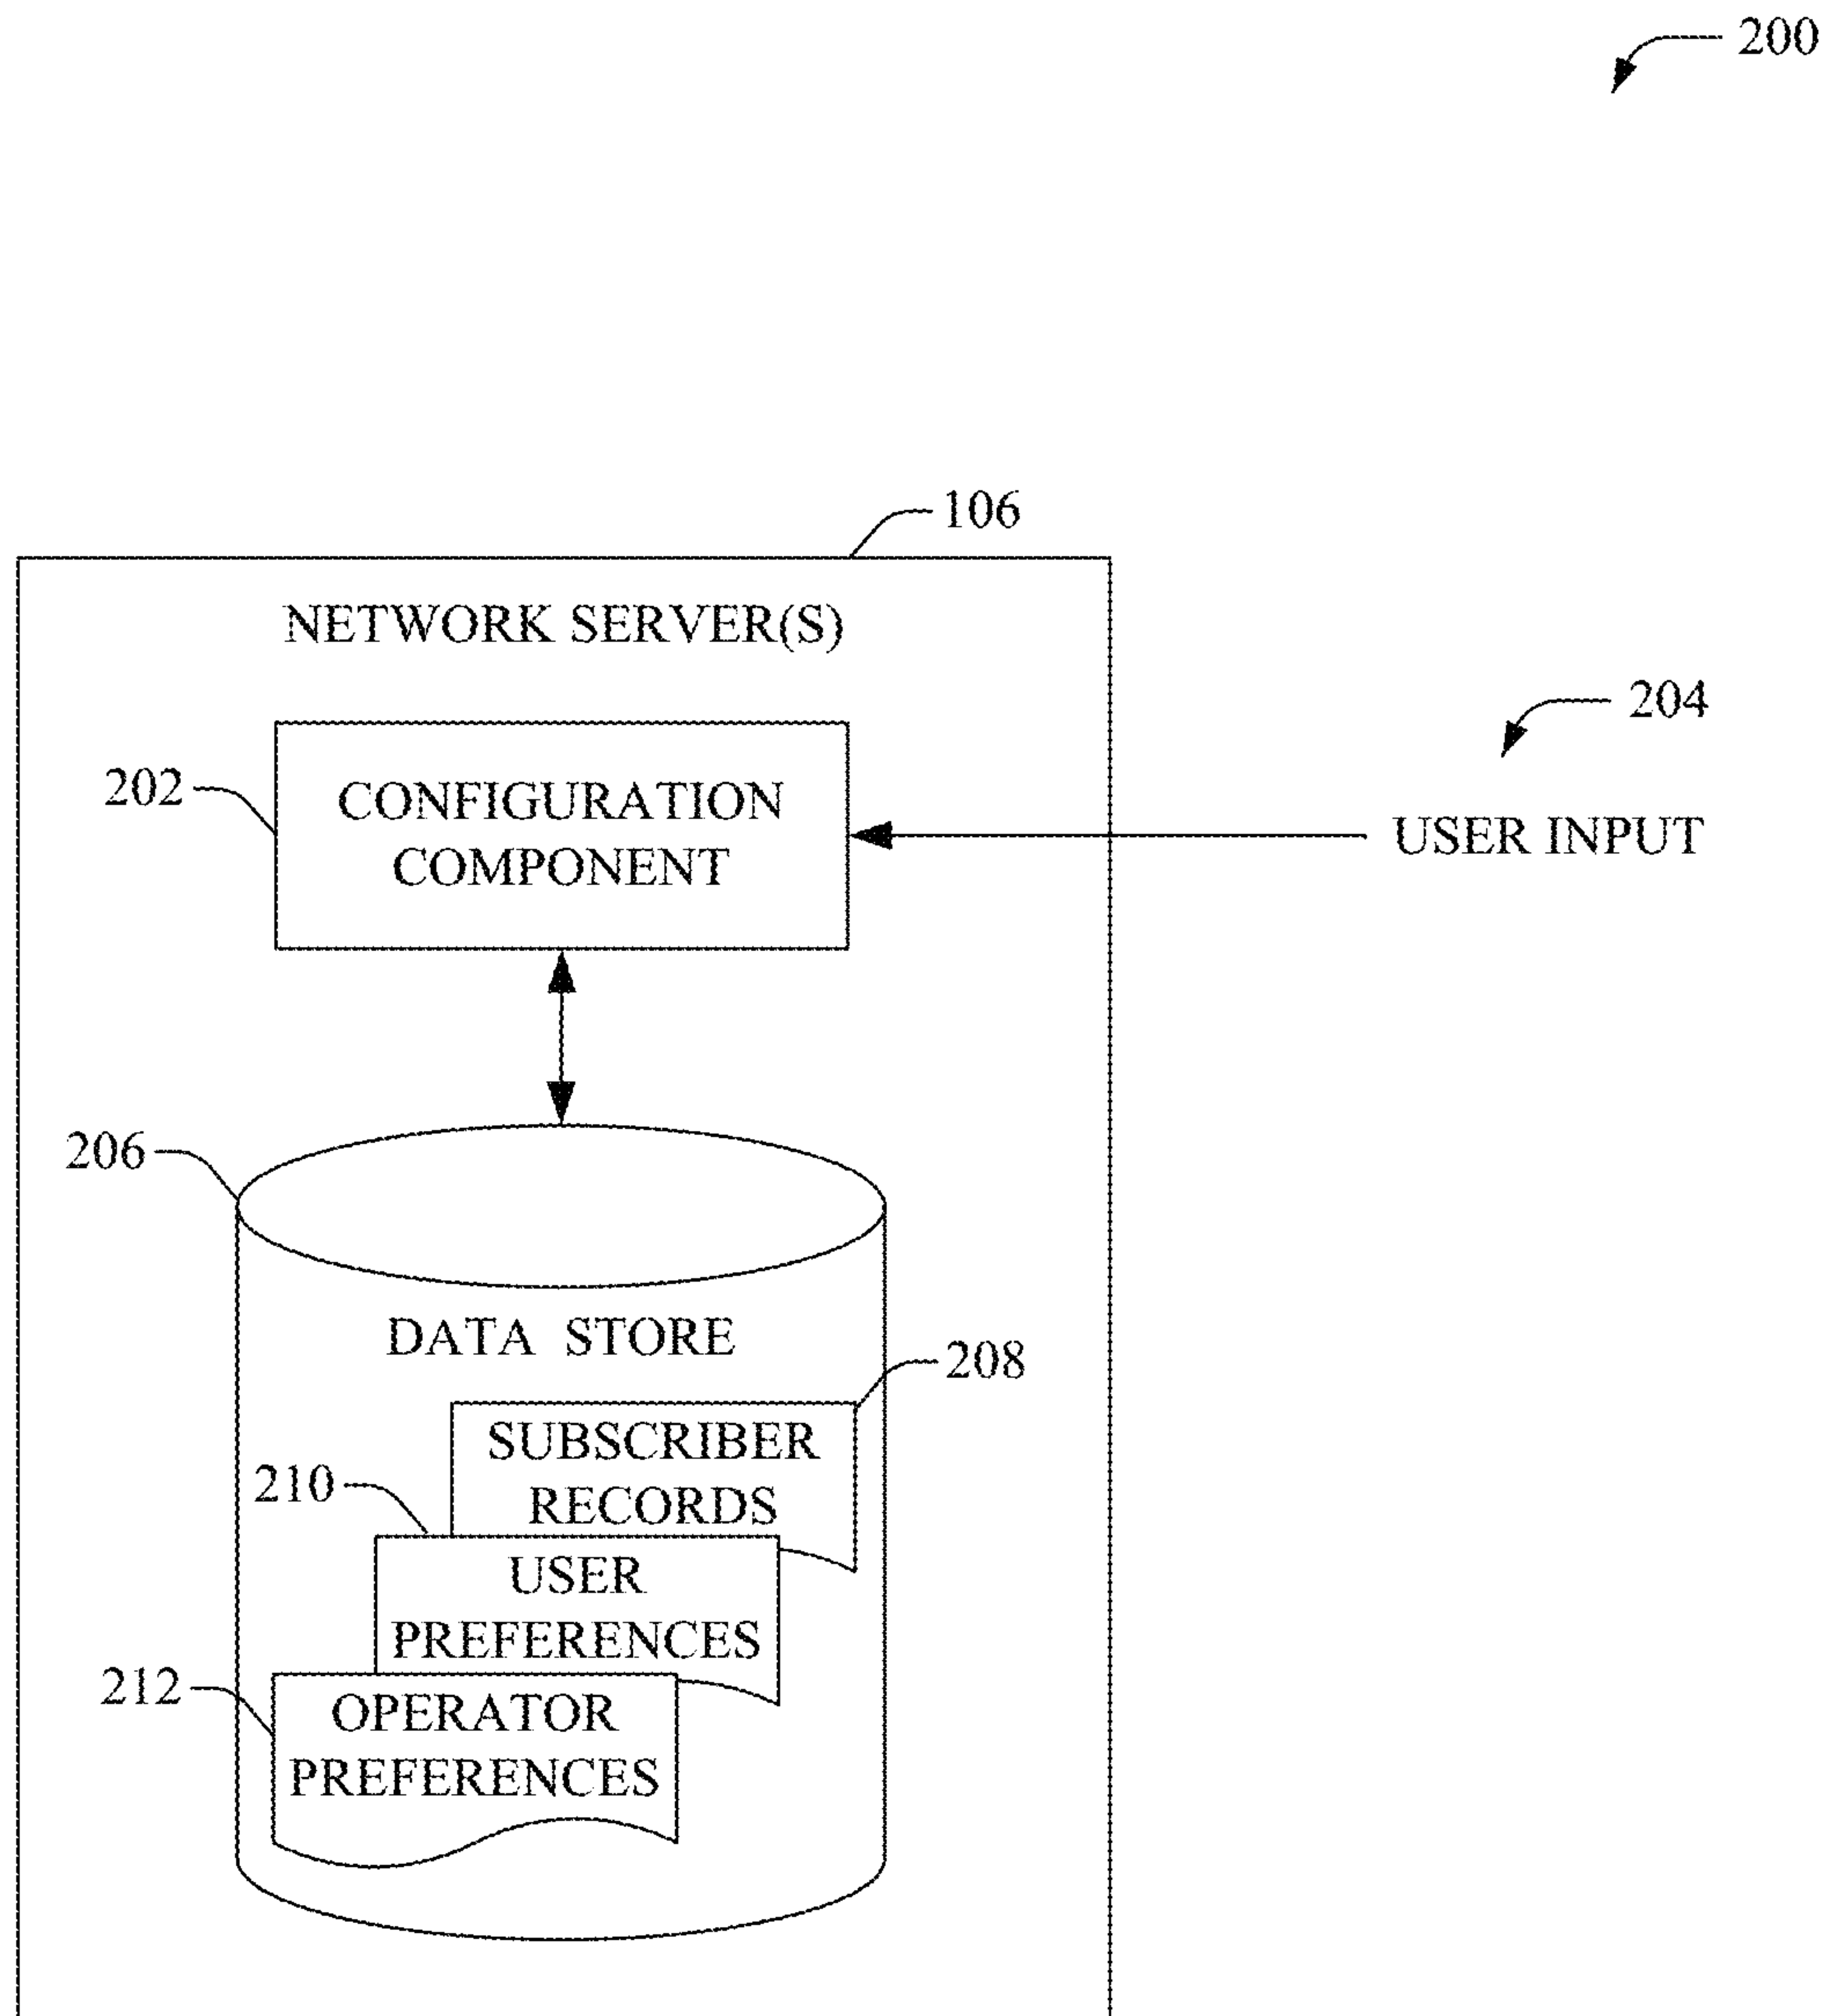 200
106
NETWORK SERVER(S)
204
202
CONFIGURATION
COMPONENT
USER INPUT
206
DATA STORE
208
SUBSCRIBER
RECORDS
210
USER
PREFERENCES
212
OPERATOR
PREFERENCES